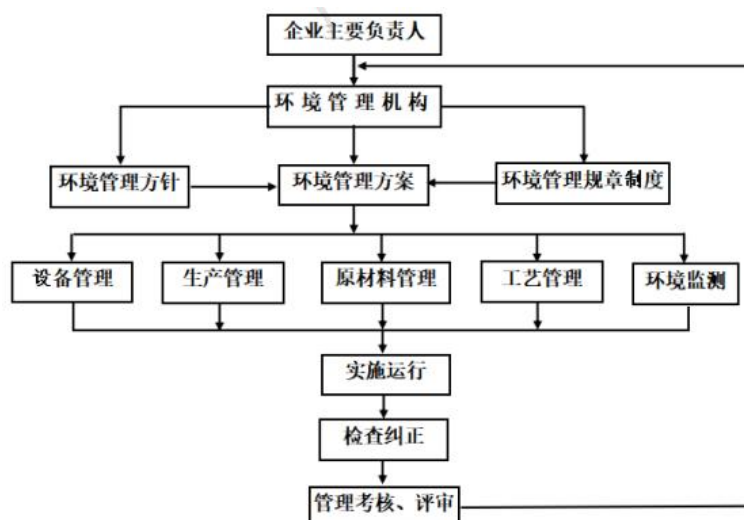 企业主要负责人
环境管理机构
环境管理方针
环境管理方案
环境管理规章制度
设备管理
生产管理
原材料管理
工艺管理
环境监测
实施运行
检查纠正
管理考核、评审